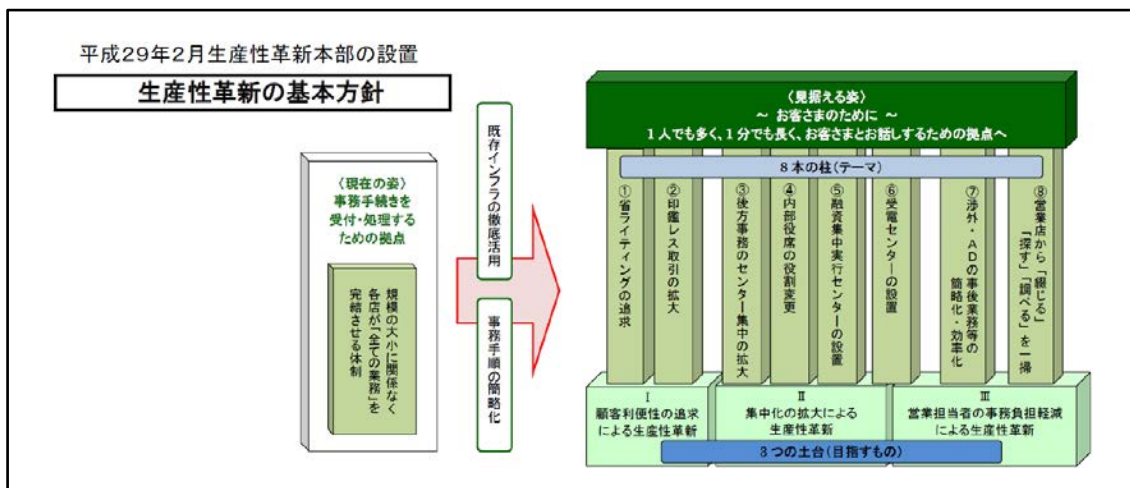 平成29年2月生産性革新本部の設置
生産性革新の基本方針
〈現在の姿〉
事務手続きを
受付・処理する
ための拠点
規模の大小に関係なく
各店が「全ての業務」を
完結させる体制
既存インフラの徹底活用
事務手順の簡略化
〈見据える姿〉
～ お客さまのために ～
1人でも多く、1分でも長く、お客さまとお話しするための拠点へ
8本の柱(テーマ)
①省ライティングの追求
②印鑑レス取引の拡大
③後方事務のセンター集中の拡大
④内部役席の役割変更
⑤融資集中実行センターの設置
⑥受電センターの設置
⑦渉外・ADの事後業務等の
簡略化・効率化
⑧営業店から「綴じる」
「探す」「調べる」を一掃
Ⅰ
顧客利便性の追求
による生産性革新
Ⅱ
集中化の拡大による
生産性革新
Ⅲ
営業担当者の事務負担軽減
による生産性革新
3つの土台(目指すもの)